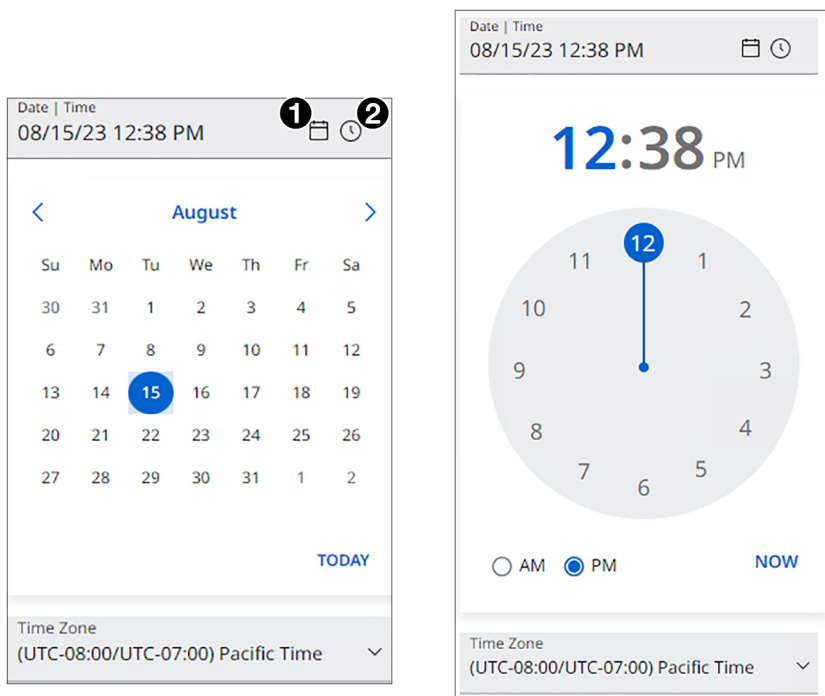 Date | Time
08/15/23 12:38 PM
1 2
August
Su Mo Tu We Th Fr Sa
30 31 1 2 3 4 5
6 7 8 9 10 11 12
13 14 15 16 17 18 19
20 21 22 23 24 25 26
27 28 29 30 31 1 2
TODAY
Time Zone
(UTC-08:00/UTC-07:00) Pacific Time
Date | Time
08/15/23 12:38 PM
12:38 PM
12
11 1
10 2
9 3
8 4
7 5
6
AM PM NOW
Time Zone
(UTC-08:00/UTC-07:00) Pacific Time